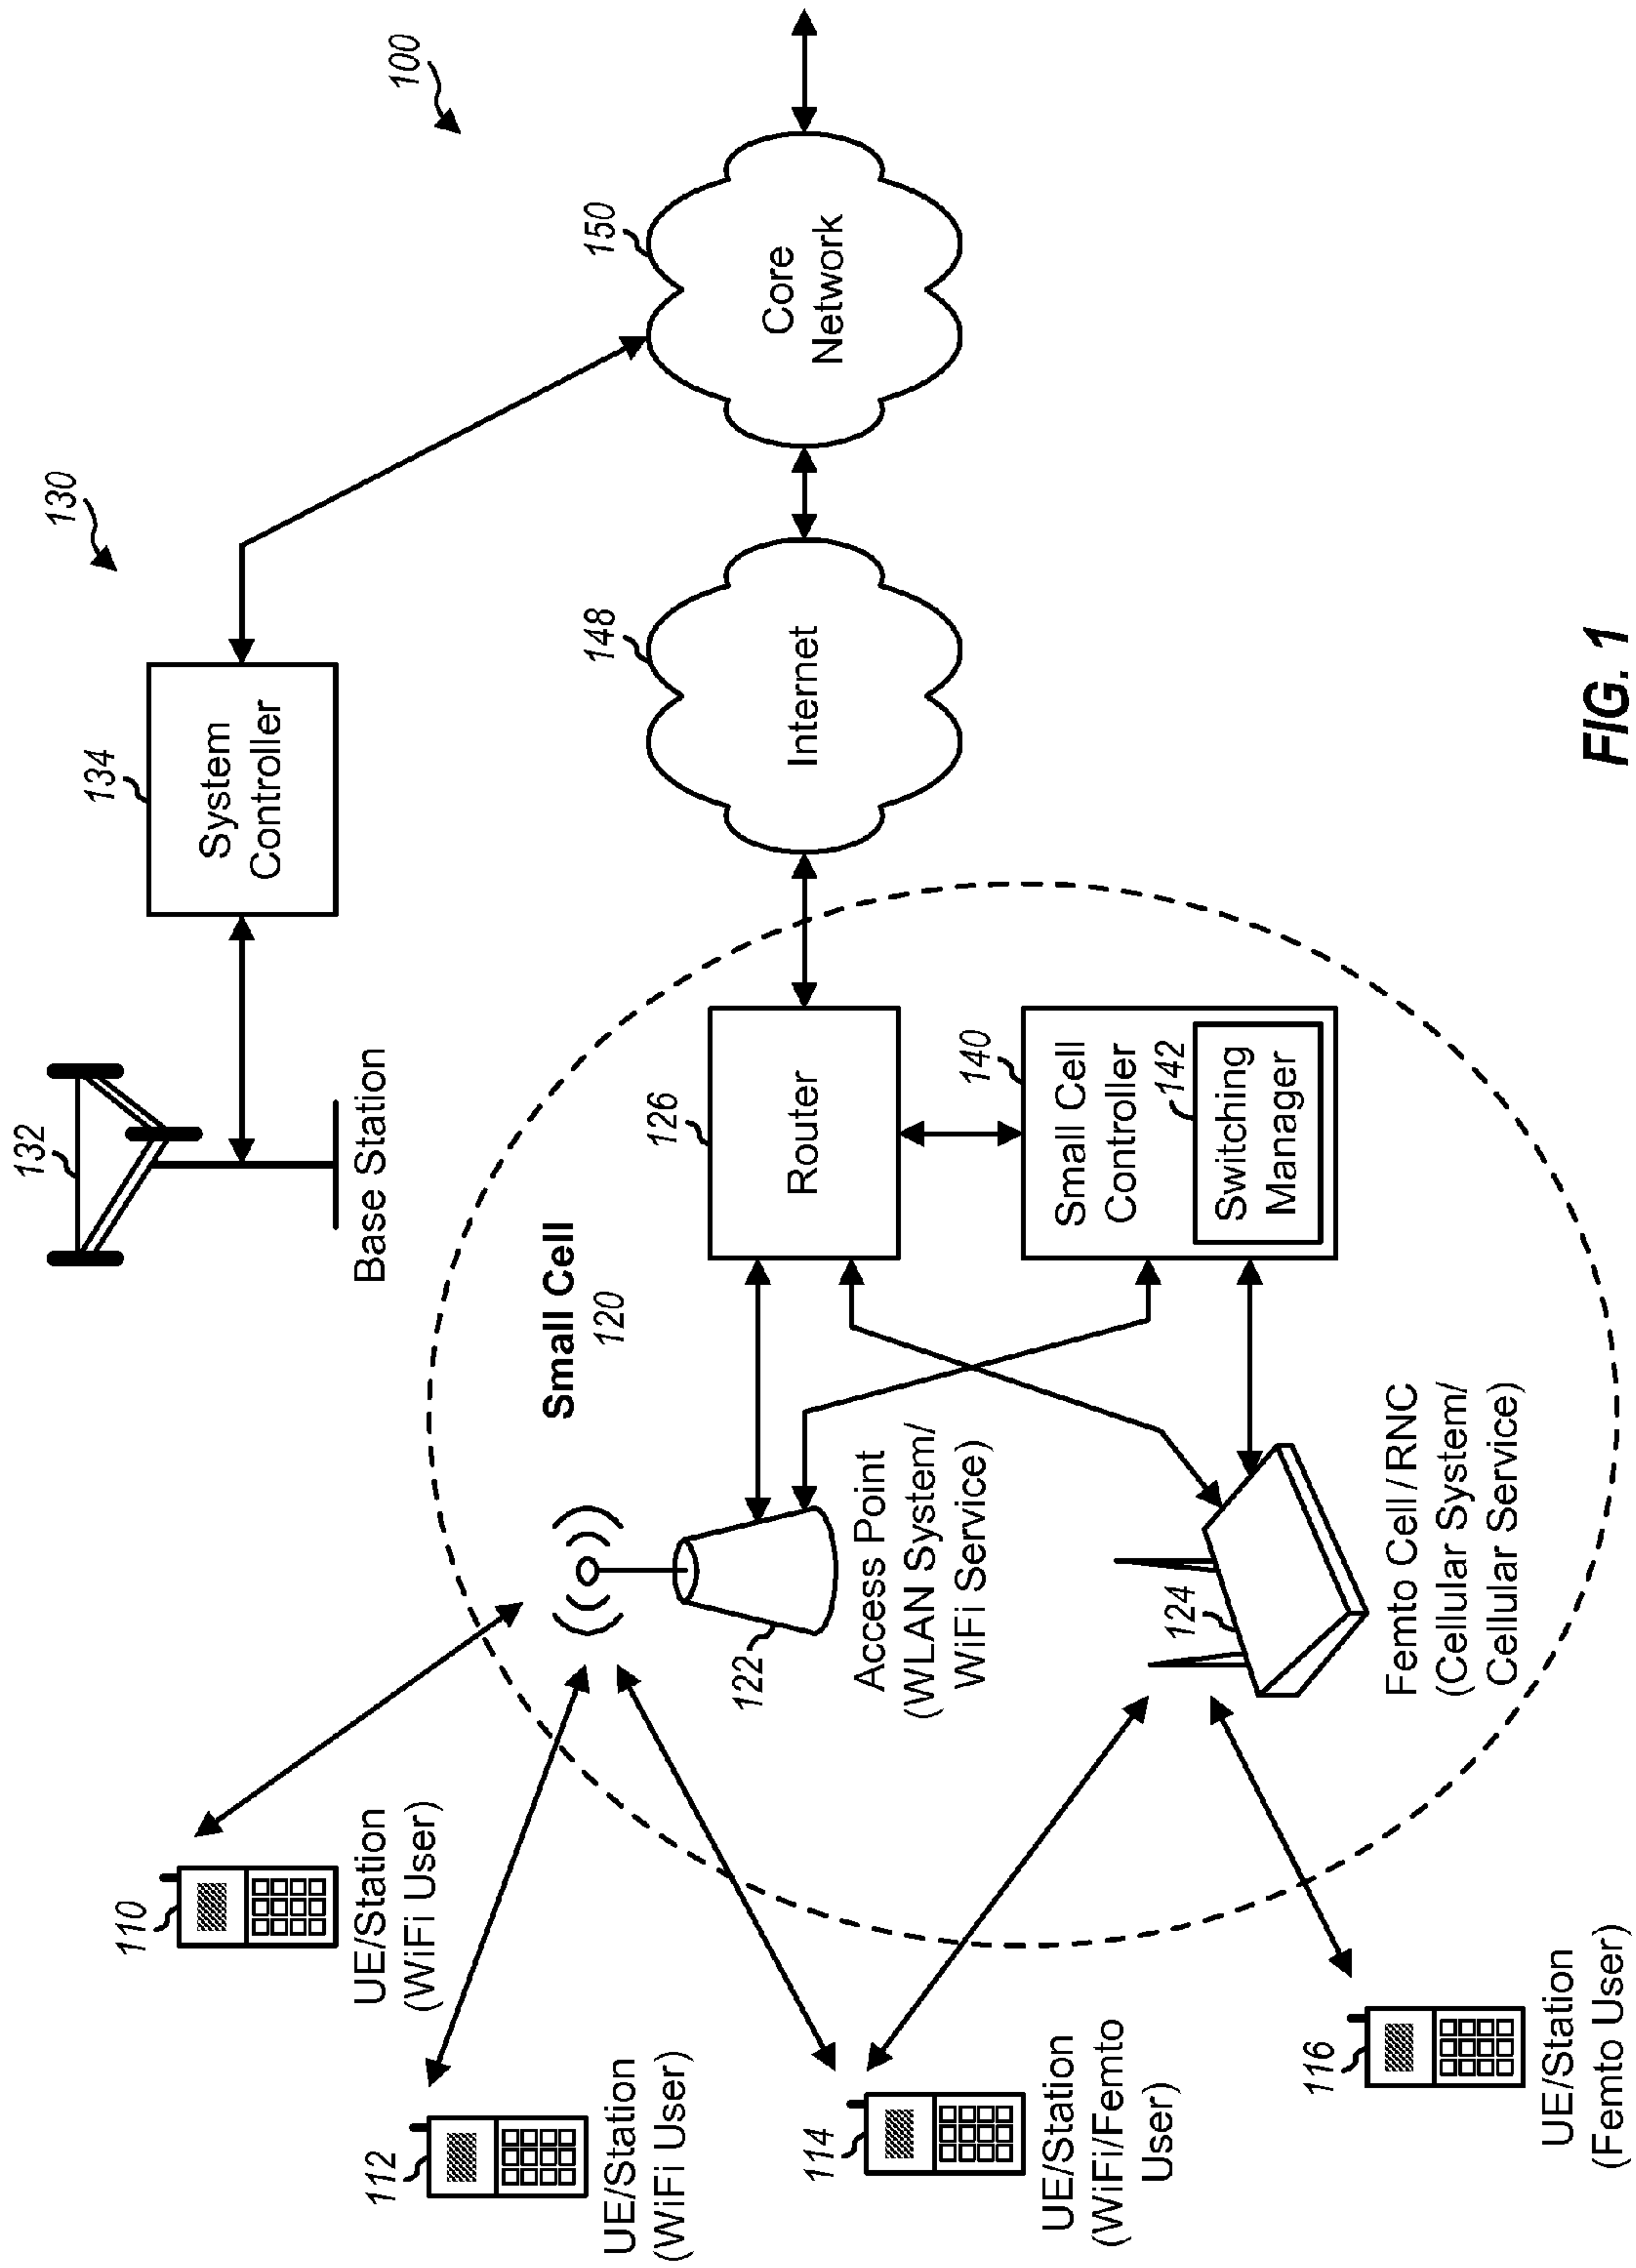 100
130
132
Base Station
134
System
Controller
150
Core
Network
148
Internet
Small Cell
120
126
Router
140
Small Cell
Controller
142
Switching
Manager
122
Access Point
(WLAN System/
WiFi Service)
124
Femto Cell/RNC
(Cellular System/
Cellular Service)
110
UE/Station
(WiFi User)
112
UE/Station
(WiFi User)
114
UE/Station
(WiFi/Femto
User)
116
UE/Station
(Femto User)
FIG. 1